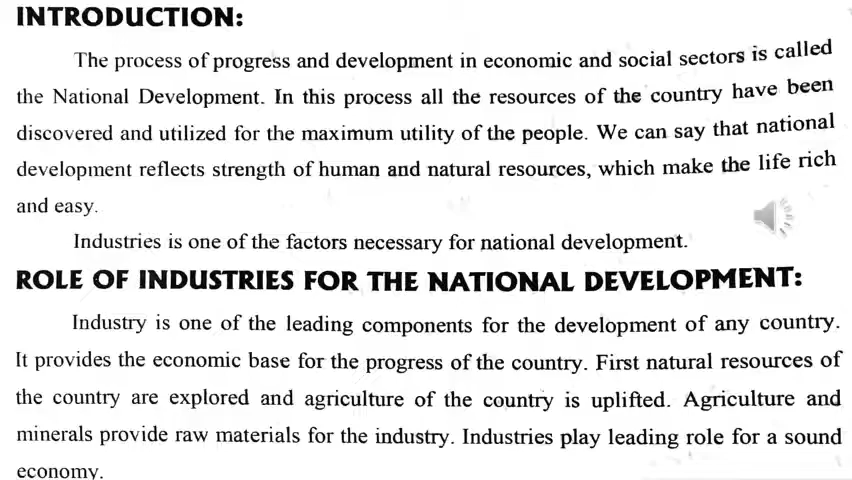 INTRODUCTION:
The process of progress and development in economic and social sectors is called
the National Development. In this process all the resources of the country have been
discovered and utilized for the maximum utility of the people. We can say that national
development reflects strength of human and natural resources, which make the life rich
and easy.
Industries is one of the factors necessary for national development.
ROLE OF INDUSTRIES FOR THE NATIONAL DEVELOPMENT:
Industry is one of the leading components for the development of any country.
It provides the economic base for the progress of the country. First natural resources of
the country are explored and agriculture of the country is uplifted. Agriculture and
minerals provide raw materials for the industry. Industries play leading role for a sound
economy.